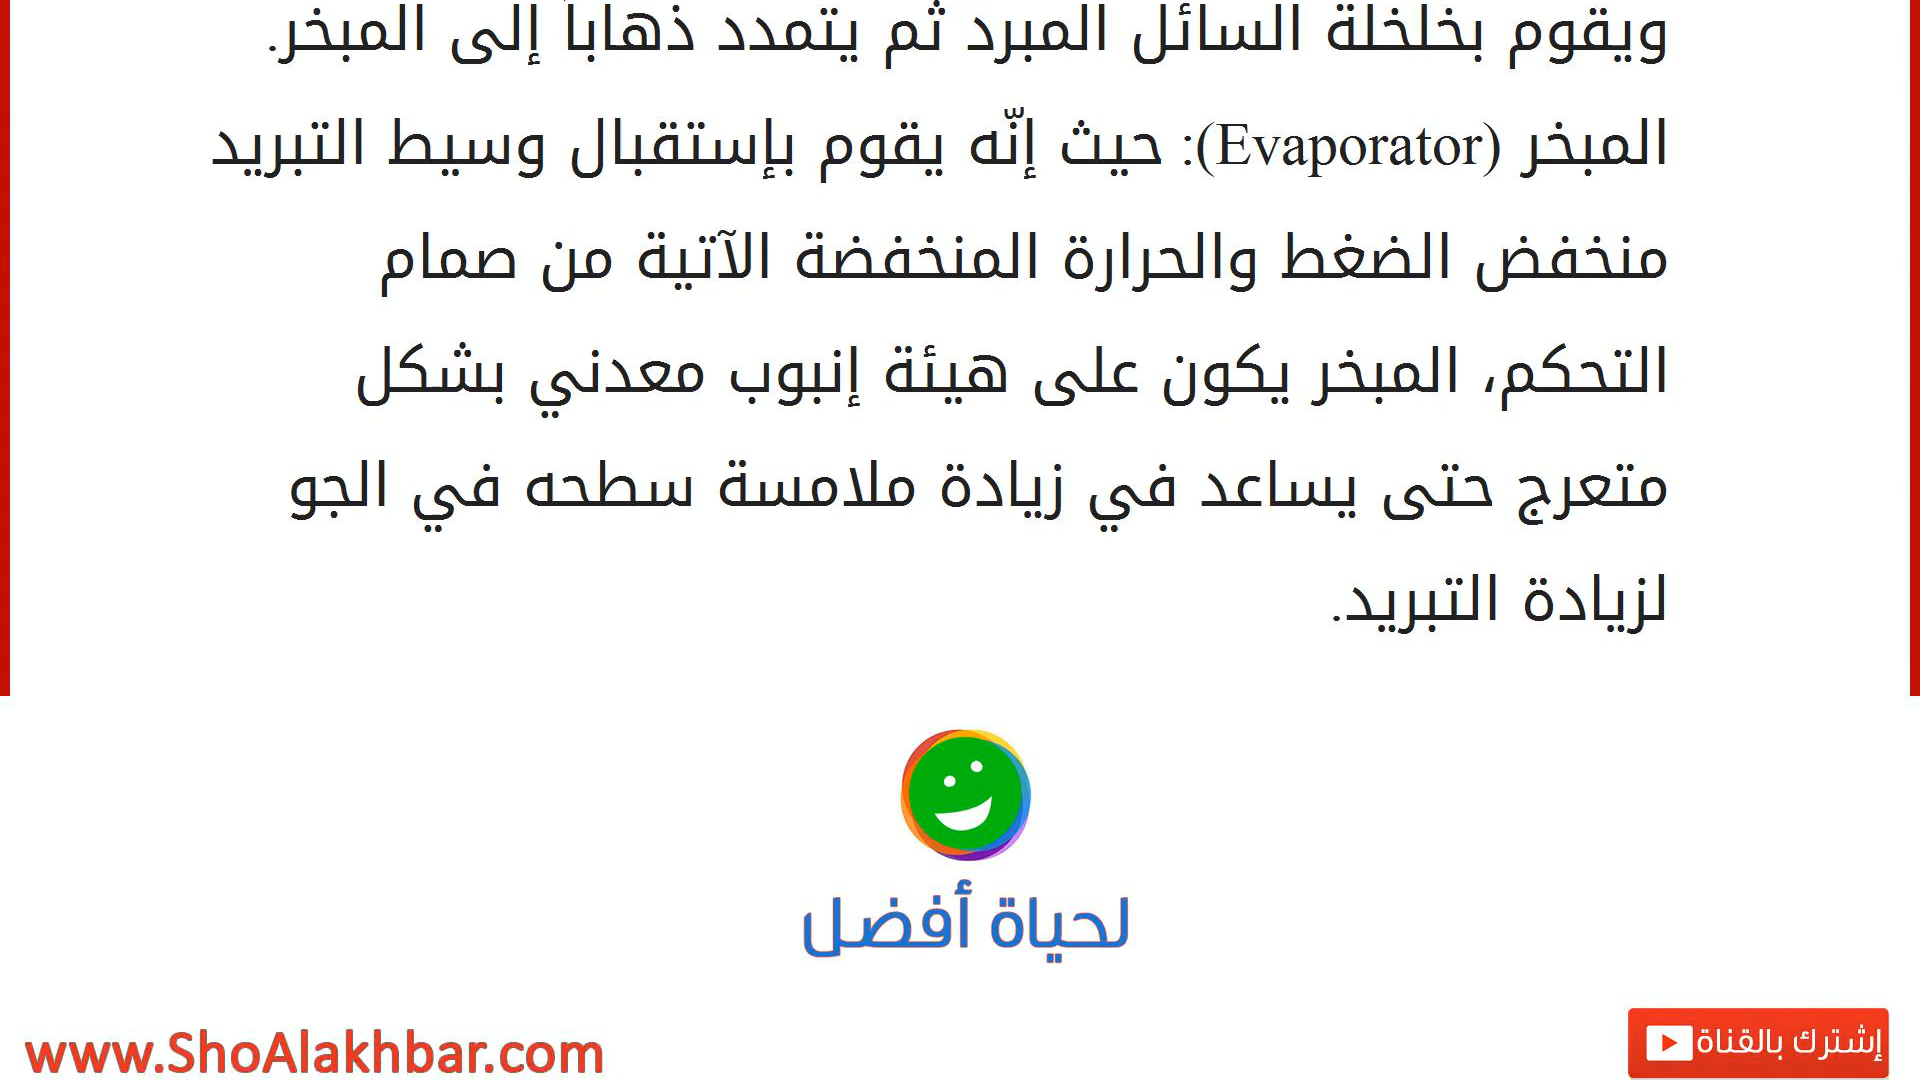 ويقوم بخلخلة السائل المبرد ثم يتمدد ذهاباً إلى المبخر.
المبخر (Evaporator): حيث إنّه يقوم بإستقبال وسيط التبريد
منخفض الضغط والحرارة المنخفضة الآتية من صمام
التحكم، المبخر يكون على هيئة إنبوب معدني بشكل
متعرج حتى يساعد في زيادة ملامسة سطحه في الجو
لزيادة التبريد.
لحياة أفضل
www.ShoAlakhbar.com
إشترك بالقناة